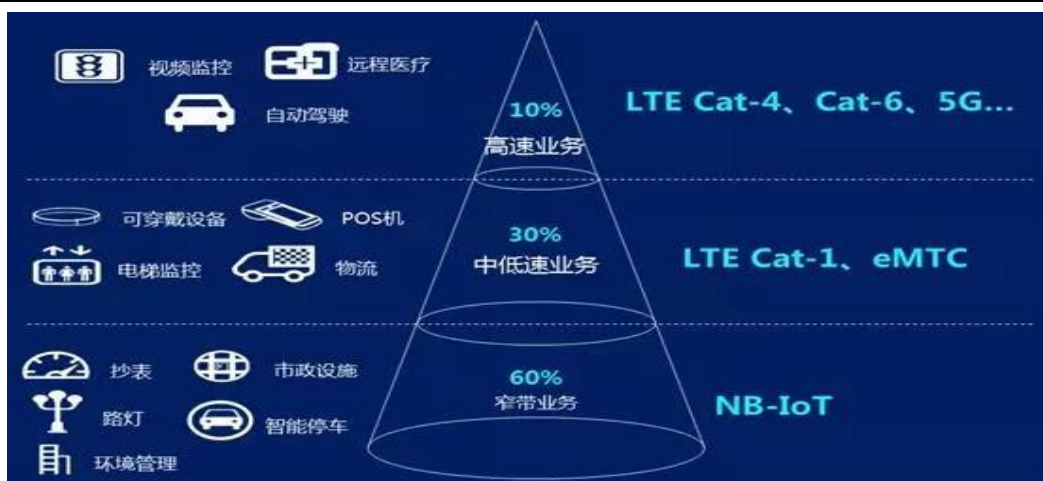 视频监控
远程医疗
自动驾驶
10%
高速业务
LTE Cat-4、Cat-6、5G...
可穿戴设备
POS机
电梯监控
物流
30%
中低速业务
LTE Cat-1、eMTC
抄表
市政设施
路灯
智能停车
环境管理
60%
窄带业务
NB-IoT